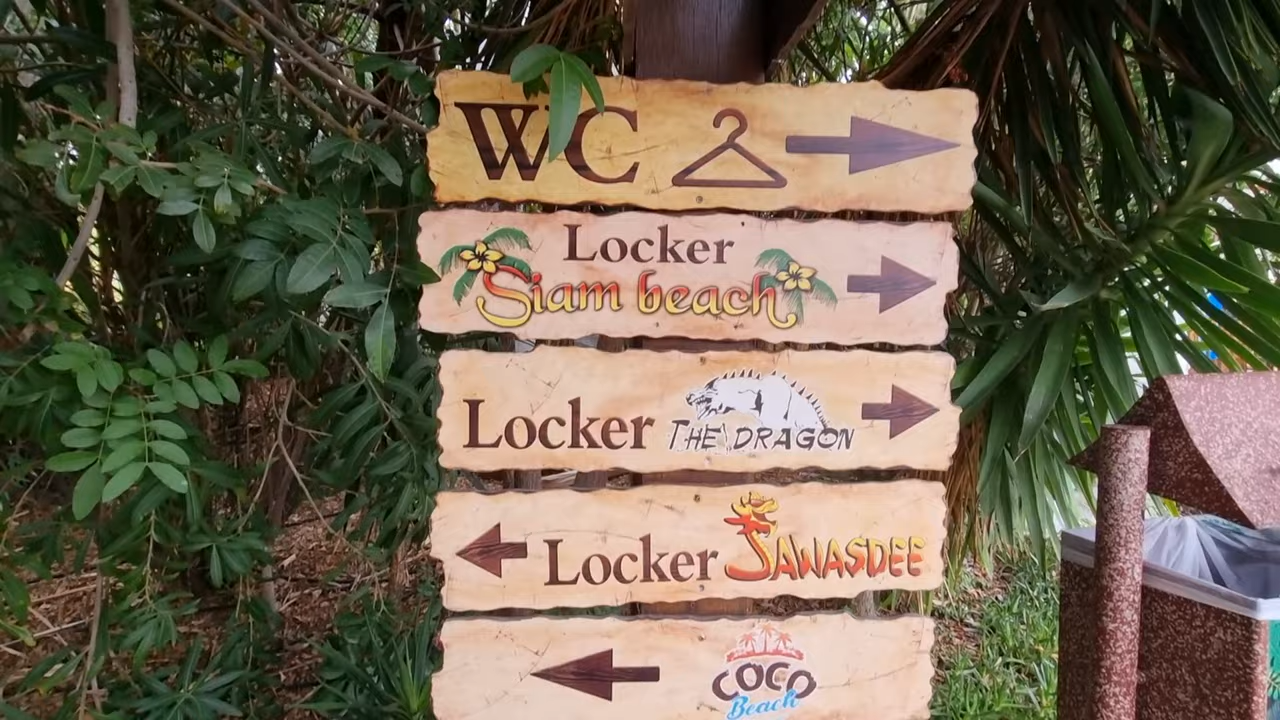 WC
Locker
Siam beach
Locker THE DRAGON
Locker SAWASDEE
COCO
Beach